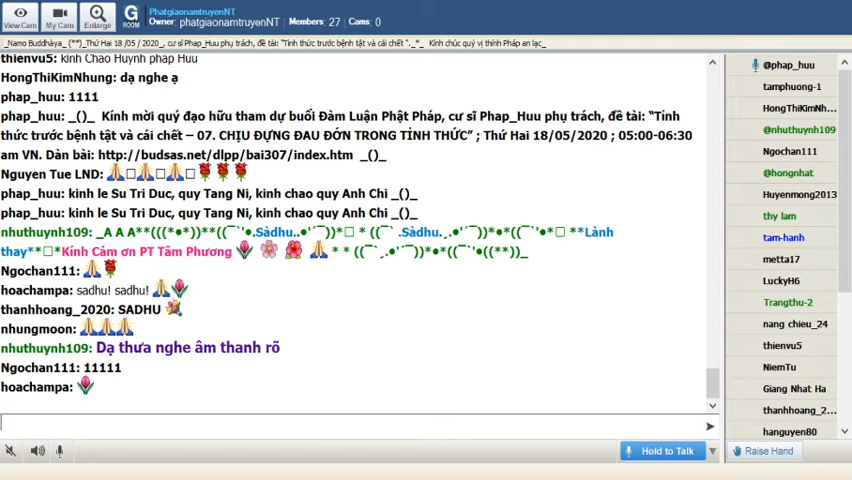 View Cam
My Cam
Enlarge
G
ROOM
PhatgiaonamtruyenNT
Owner: phatgiaonamtruyenNT Members: 27 Cams: 0
_Namo Buddhàya_ (**)_Thứ Hai 18 /05 / 2020_, cư sĩ Phap_Huu phụ trách, đề tài: "Tỉnh thức trước bệnh tật và cái chết "._*_ Kính chúc quý vị thính Pháp an lạc_
thienvu5: kinh Chao Huynh phap Huu
HongThiKimNhung: dạ nghe ạ
phap_huu: 1111
phap_huu: _()_ Kính mời quý đạo hữu tham dự buổi Đàm Luận Phật Pháp, cư sĩ Phap_Huu phụ trách, đề tài: “Tỉnh
thức trước bệnh tật và cái chết – 07. CHỊU ĐỰNG ĐAU ĐỚN TRONG TỈNH THỨC” ; Thứ Hai 18/05/2020 ; 05:00-06:30
am VN. Dàn bài: http://budsas.net/dlpp/bai307/index.htm _()_
Nguyen Tue LND: 🙏□🙏□🙏□🌹🌹🌹
phap_huu: kinh le Su Tri Duc, quy Tang Ni, kinh chao quy Anh Chi _()_
phap_huu: kinh le Su Tri Duc, quy Tang Ni, kinh chao quy Anh Chi _()_
nhuthuynh109: _A A A**(((*•*))**((¯`'•.Sàdhu..•'´¯))*□ * ((¯`.Sàdhu.¸.•'´¯))*•*((¯`'•*□ **Lành
thay**□*Kính Cám ơn PT Tâm Phương 🌷 🌸 🌺 🙏 * * ((¯`¸.•'´¯))*•*((¯`'•((**))_
Ngochan111: 🙏🌹
hoachampa: sadhu! sadhu! 🙏🌷
thanhhoang_2020: SADHU 💐
nhungmoon: 🙏🙏🙏
nhuthuynh109: Dạ thưa nghe âm thanh rõ
Ngochan111: 11111
hoachampa: 🌷
Hold to Talk
@phap_huu
tamphuong-1
HongThiKimNh...
@nhuthuynh109
Ngochan111
@hongnhat
Huyenmong2013
thy lam
tam-hanh
metta17
LuckyH6
Trangthu-2
nang chieu_24
thienvu5
NiemTu
Giang Nhat Ha
thanhhoang_2...
hanguyen80
Raise Hand